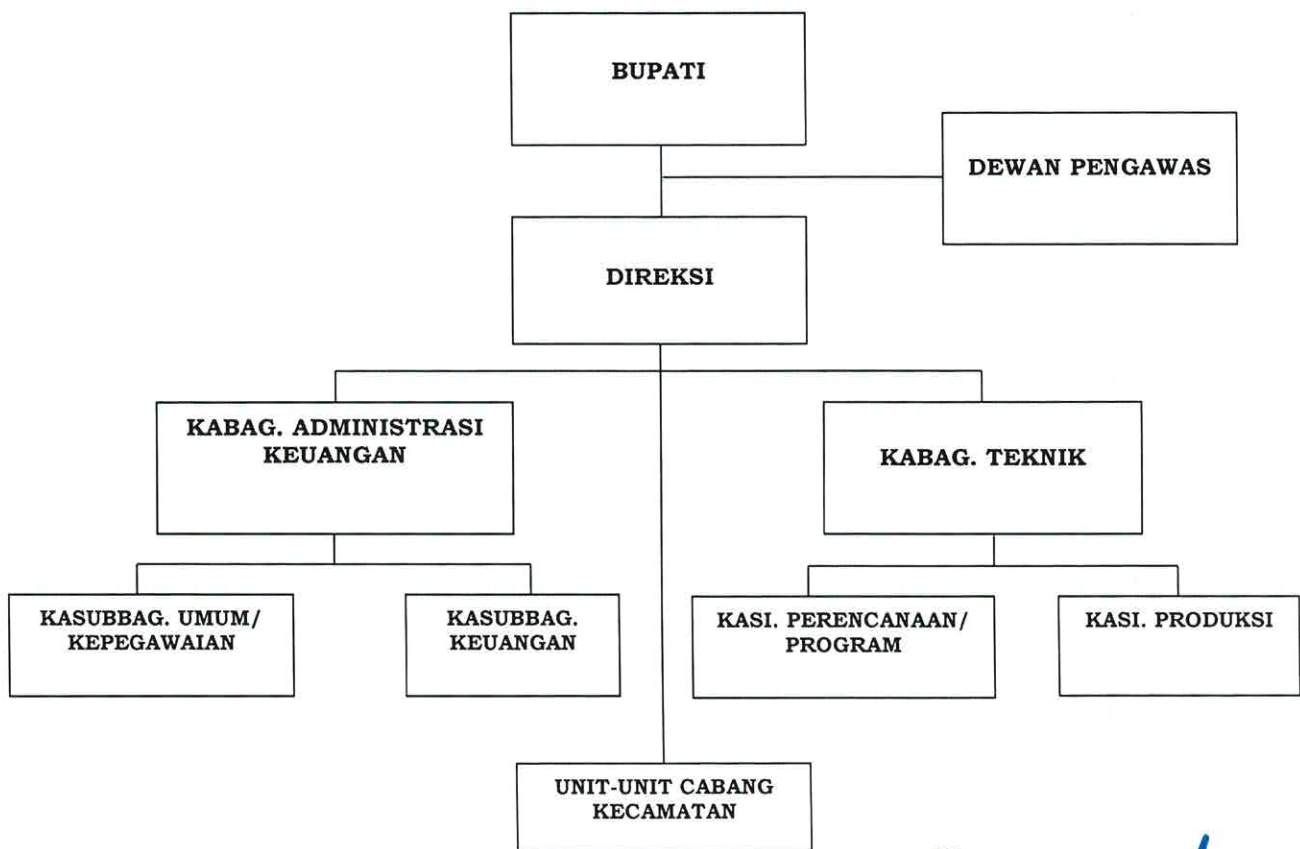 BUPATI
DEWAN PENGAWAS
DIREKSI
KABAG. ADMINISTRASI
KEUANGAN
KABAG. TEKNIK
KASUBBAG. UMUM/
KEPEGAWAIAN
KASUBBAG.
KEUANGAN
KASI. PERENCANAAN/
PROGRAM
KASI. PRODUKSI
UNIT-UNIT CABANG
KECAMATAN